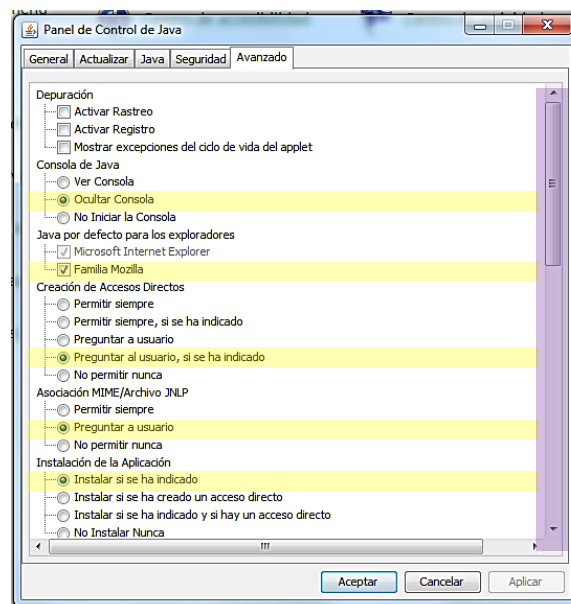 Panel de Control de Java
General Actualizar Java Seguridad Avanzado
Depuración
Activar Rastreo
Activar Registro
Mostrar excepciones del ciclo de vida del applet
Consola de Java
Ver Consola
Ocultar Consola
No Iniciar la Consola
Java por defecto para los exploradores
Microsoft Internet Explorer
Familia Mozilla
Creación de Accesos Directos
Permitir siempre
Permitir siempre, si se ha indicado
Preguntar a usuario
Preguntar al usuario, si se ha indicado
No permitir nunca
Asociación MIME/Archivo JNLP
Permitir siempre
Preguntar a usuario
No permitir nunca
Instalación de la Aplicación
Instalar si se ha indicado
Instalar si se ha creado un acceso directo
Instalar si se ha indicado y si hay un acceso directo
No Instalar Nunca
Aceptar Cancelar Aplicar